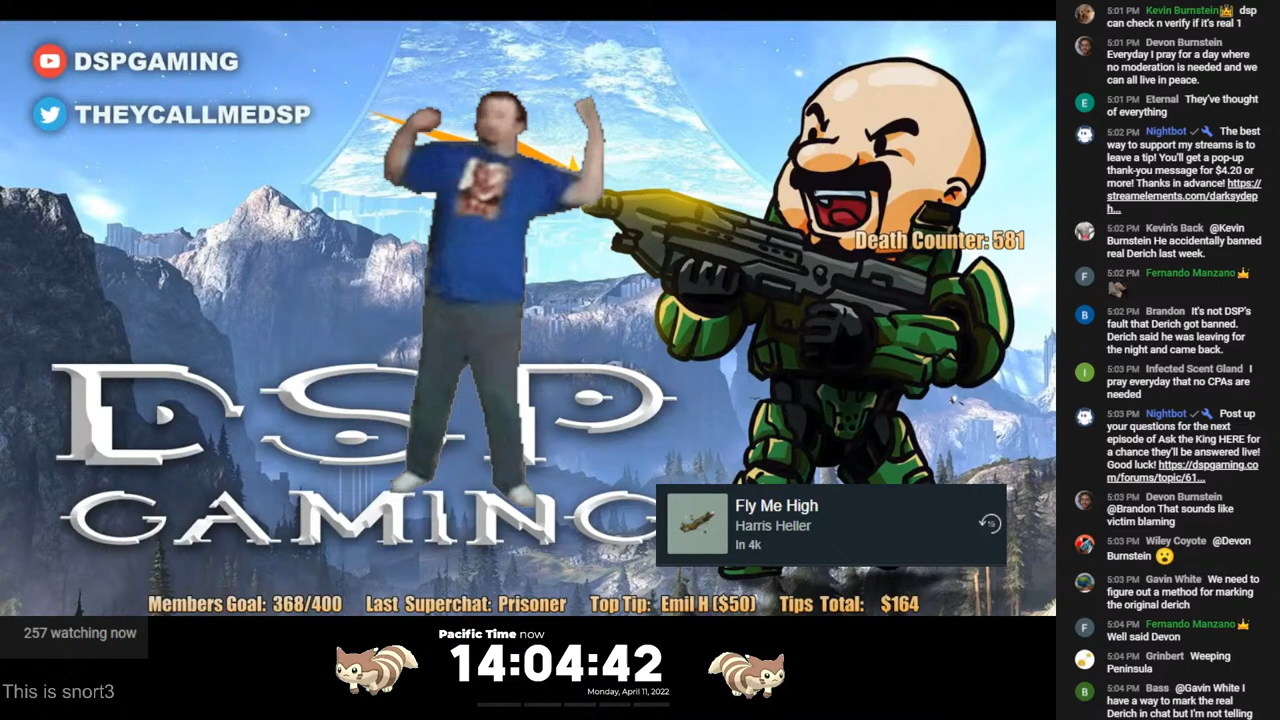 DSPGAMING
THEYCALLMEDSP
Death Counter: 581
DSP
GAMING
Fly Me High
Harris Heller
In 4k
15
Members Goal: 368/400 Last Superchat: Prisoner Top Tip: Emil H ($50) Tips Total: $164
257 watching now
Pacific Time now
14:04:42
Monday, April 11, 2022
This is snort3
5:01 PM Kevin Burnstein dsp
can check n verify if it's real 1
5:01 PM Devon Burnstein
Everyday I pray for a day where
no moderation is needed and we
can all live in peace.
E 5:01 PM Eternal They've thought
of everything
5:02 PM Nightbot The best
way to support my streams is to
leave a tip! You'll get a pop-up
thank-you message for $4.20 or
more! Thanks in advance! https://
streamelements.com/darksydep
h...
5:02 PM Kevin's Back @Kevin
Burnstein He accidentally banned
real Derich last week.
F 5:02 PM Fernando Manzano
B 5:02 PM Brandon It's not DSP's
fault that Derich got banned.
Derich said he was leaving for
the night and came back.
I 5:03 PM Infected Scent Gland I
pray everyday that no CPAs are
needed
5:03 PM Nightbot Post up
your questions for the next
episode of Ask the King HERE for
a chance they'll be answered live!
Good luck! https://dspgaming.co
m/forums/topic/61...
5:03 PM Devon Burnstein
@Brandon That sounds like
victim blaming
5:03 PM Wiley Coyote @Devon
Burnstein
5:03 PM Gavin White We need to
figure out a method for marking
the original derich
F 5:04 PM Fernando Manzano
Well said Devon
5:04 PM Grinbert Weeping
Peninsula
B 5:04 PM Bass @Gavin White I
have a way to mark the real
Derich in chat but I'm not telling